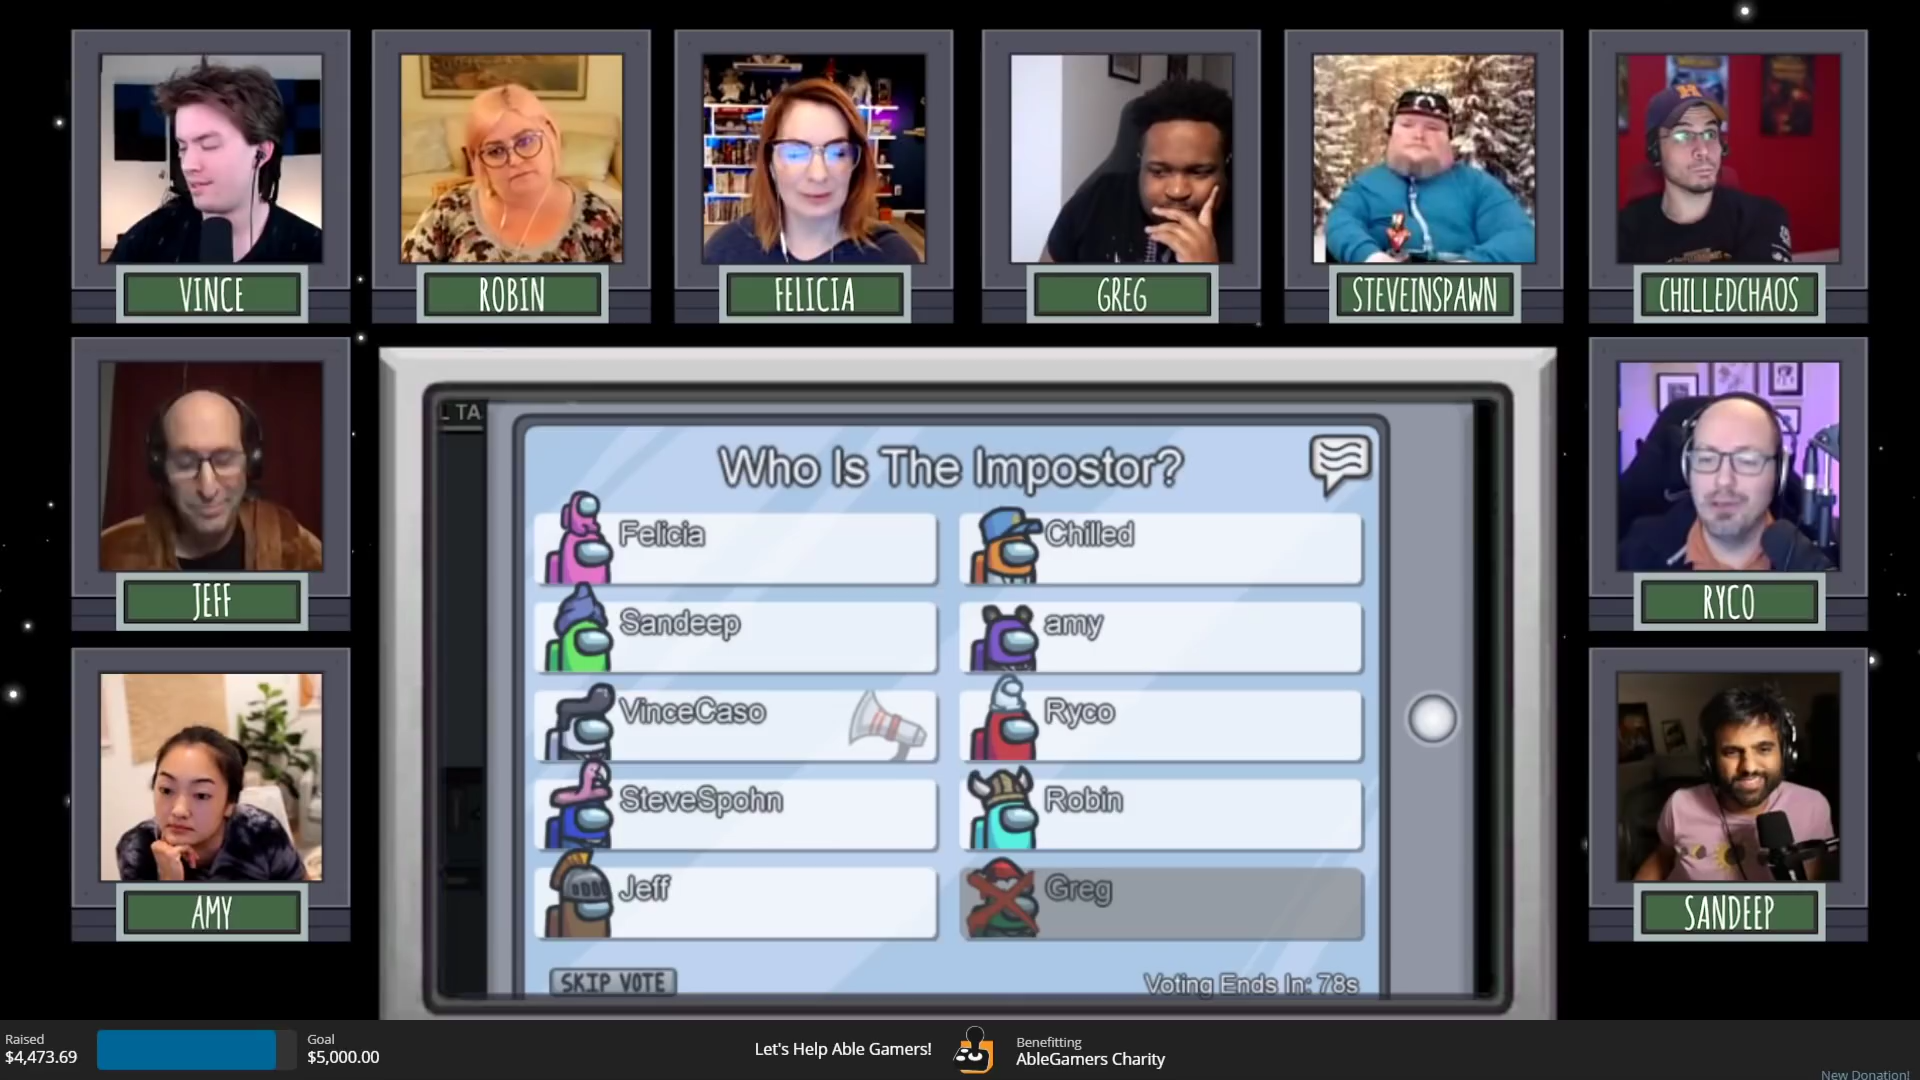 VINCE
ROBIN
FELICIA
GREG
STEVEINSPAWN
CHILLEDCHAOS
JEFF
RYCO
AMY
SANDEEP
L TA
Who Is The Impostor?
Felicia
Chilled
Sandeep
amy
VinceCaso
Ryco
SteveSpohn
Robin
Jeff
Greg
SKIP VOTE
Voting Ends In: 78s
Raised
$4,473.69
Goal
$5,000.00
Let's Help Able Gamers!
Benefitting
AbleGamers Charity
New Donation!